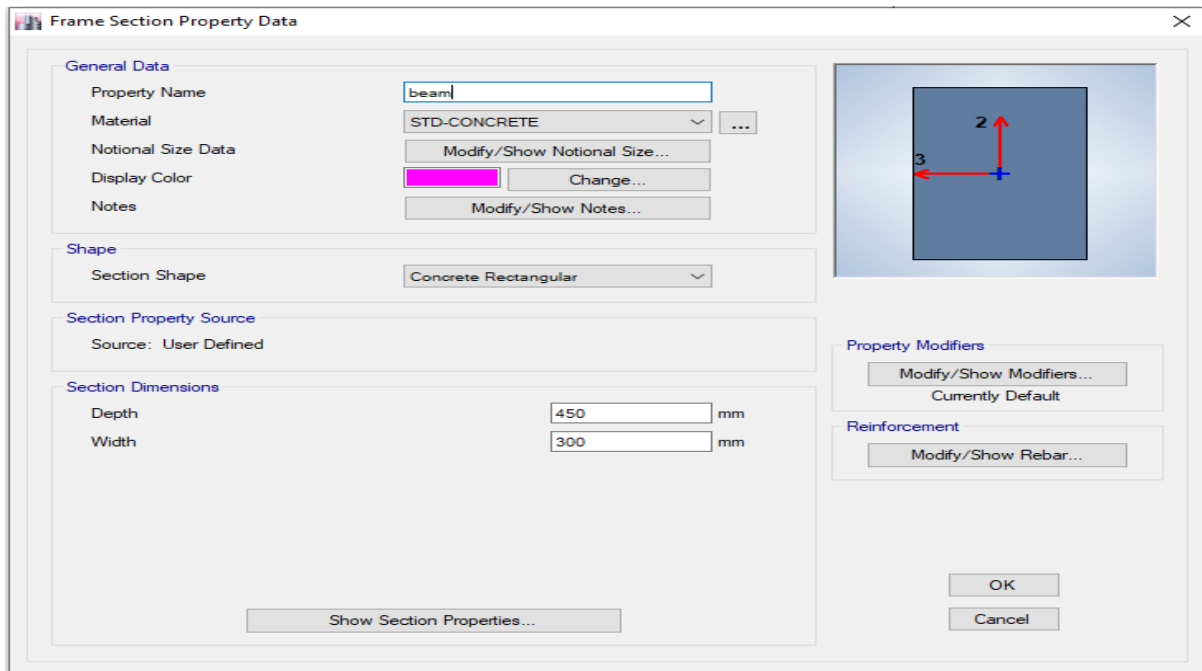 Frame Section Property Data
General Data
Property Name beam
Material STD-CONCRETE ...
Notional Size Data Modify/Show Notional Size...
Display Color Change...
Notes Modify/Show Notes...
2
3
Shape
Section Shape Concrete Rectangular
Section Property Source
Source: User Defined
Property Modifiers
Modify/Show Modifiers...
Currently Default
Section Dimensions
Depth 450 mm
Width 300 mm
Reinforcement
Modify/Show Rebar...
Show Section Properties...
OK
Cancel